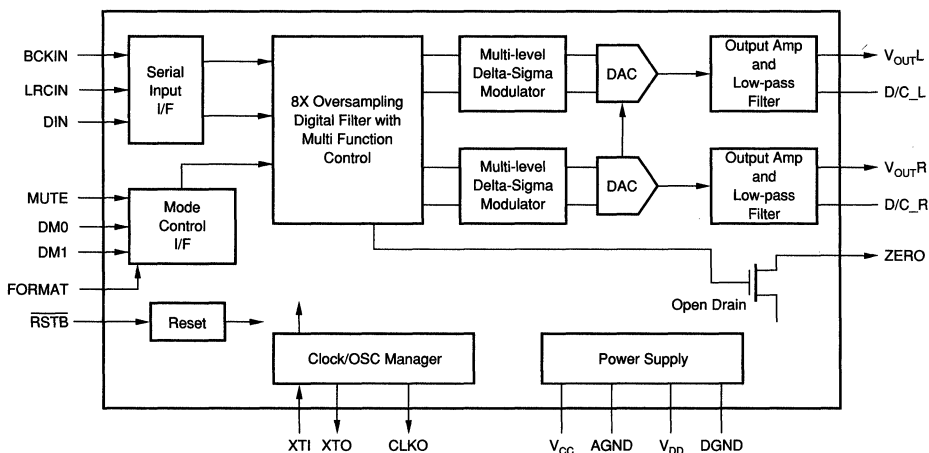 BCKIN
LRCIN
DIN
Serial
Input
I/F
8X Oversampling
Digital Filter with
Multi Function
Control
Multi-level
Delta-Sigma
Modulator
DAC
Output Amp
and
Low-pass
Filter
VOUTL
D/C_L
Multi-level
Delta-Sigma
Modulator
DAC
Output Amp
and
Low-pass
Filter
VOUTR
D/C_R
MUTE
DM0
DM1
FORMAT
Mode
Control
I/F
ZERO
Open Drain
RSTB
Reset
Clock/OSC Manager
Power Supply
XTI
XTO
CLKO
VCC
AGND
VDD
DGND